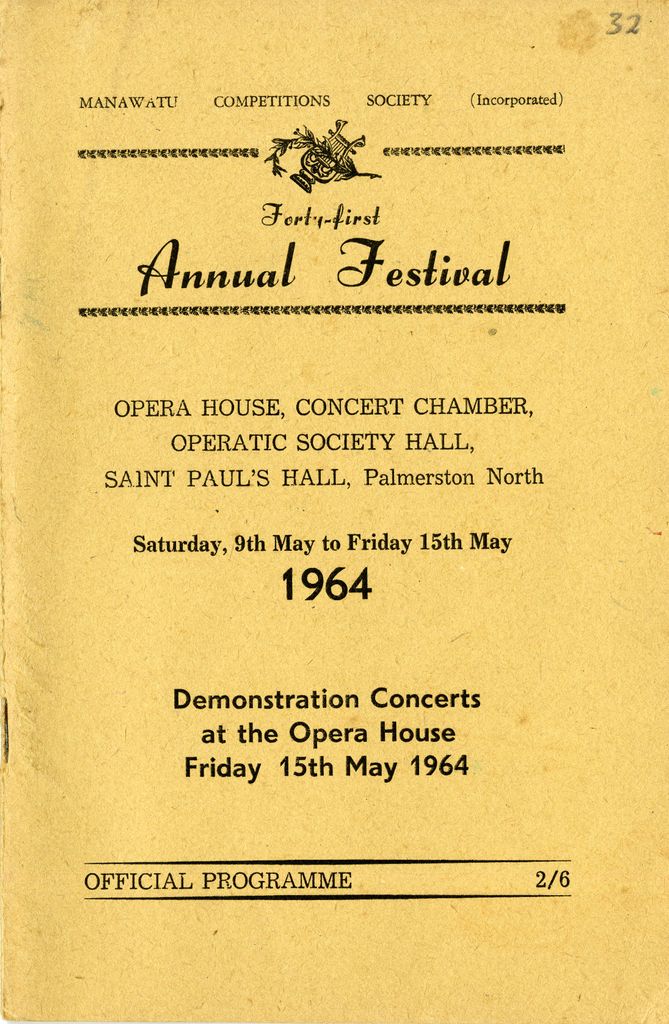 32
MANAWATU COMPETITIONS SOCIETY (Incorporated)
Forty-first
Annual Festival
OPERA HOUSE, CONCERT CHAMBER,
OPERATIC SOCIETY HALL,
SAINT PAUL'S HALL, Palmerston North
Saturday, 9th May to Friday 15th May
1964
Demonstration Concerts
at the Opera House
Friday 15th May 1964
OFFICIAL PROGRAMME 2/6